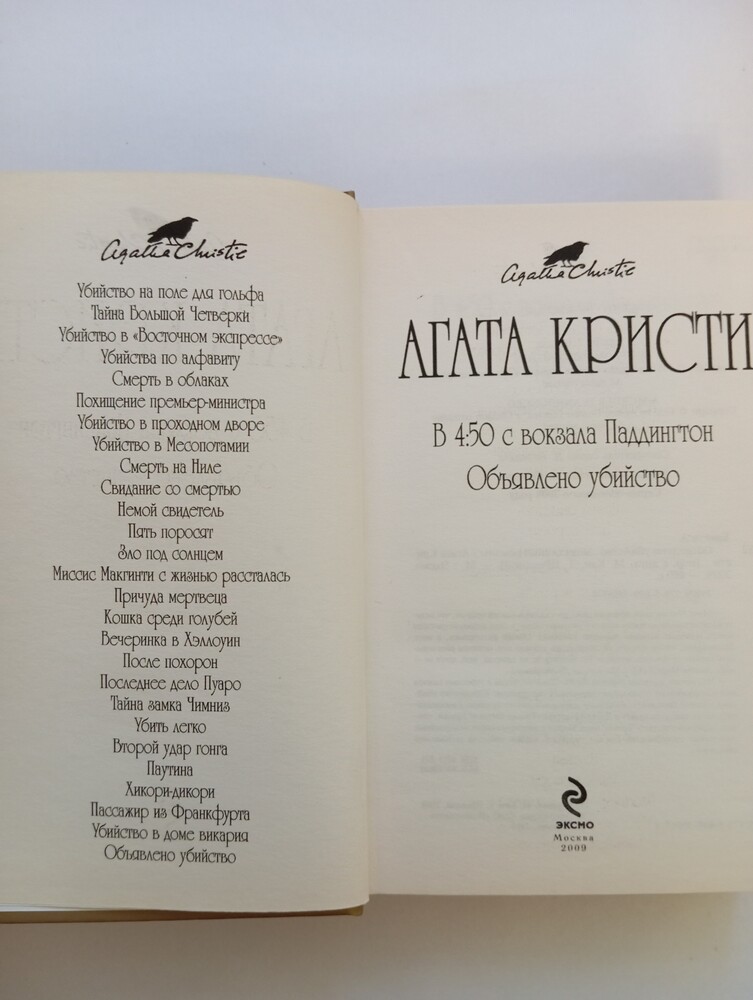 Agatha Christie
Убийство на поле для гольфа
Тайна Большой Четверки
Убийство в «Восточном экспрессе»
Убийства по алфавиту
Смерть в облаках
Похищение премьер-министра
Убийство в проходном дворе
Убийство в Месопотамии
Смерть на Ниле
Свидание со смертью
Немой свидетель
Пять поросят
Зло под солнцем
Миссис Макгинти с жизнью рассталась
Причуда мертвеца
Кошка среди голубей
Вечеринка в Хэллоуин
После похорон
Последнее дело Пуаро
Тайна замка Чимниз
Убить легко
Второй удар гонга
Паутина
Хикори-дикори
Пассажир из Франкфурта
Убийство в доме викария
Объявлено убийство
Agatha Christie
АГАТА КРИСТИ
В 4:50 с вокзала Паддингтон
Объявлено убийство
ЭКСМО
Москва
2009